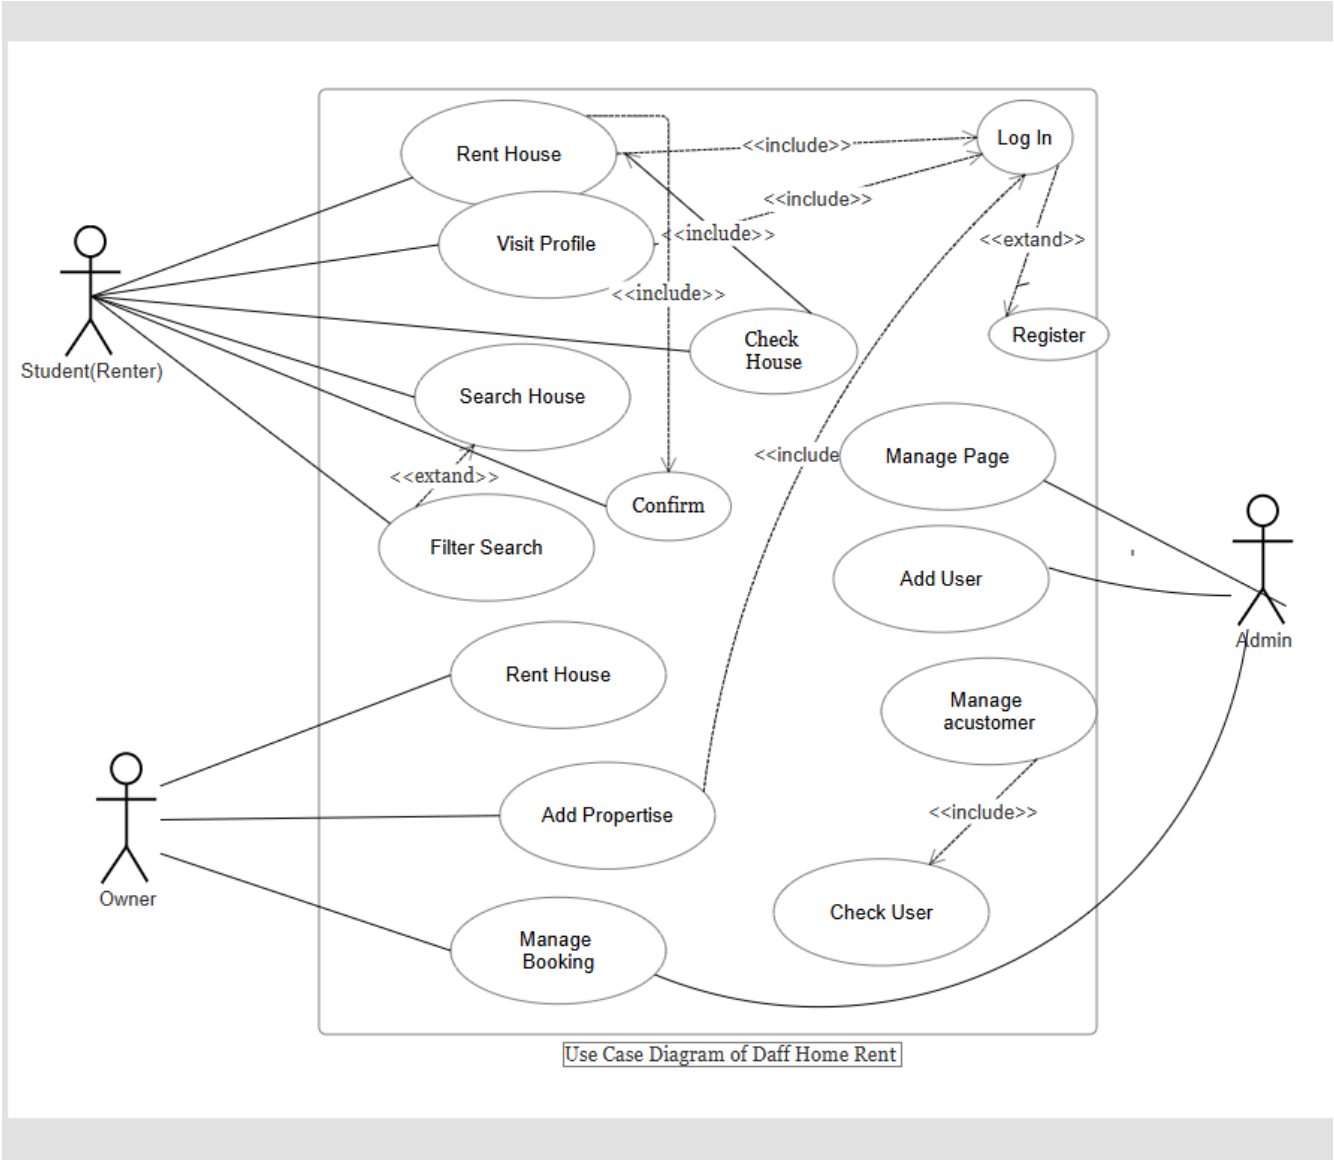 Rent House
<<include>>
Log In
<<include>>
Visit Profile
<<include>>
<<extand>>
<<include>>
Student(Renter)
Check
House
Register
Search House
<<include
Manage Page
<<extand>>
Confirm
Filter Search
Add User
Admin
Rent House
Manage
acustomer
Add Propertise
<<include>>
Owner
Check User
Manage
Booking
Use Case Diagram of Daff Home Rent